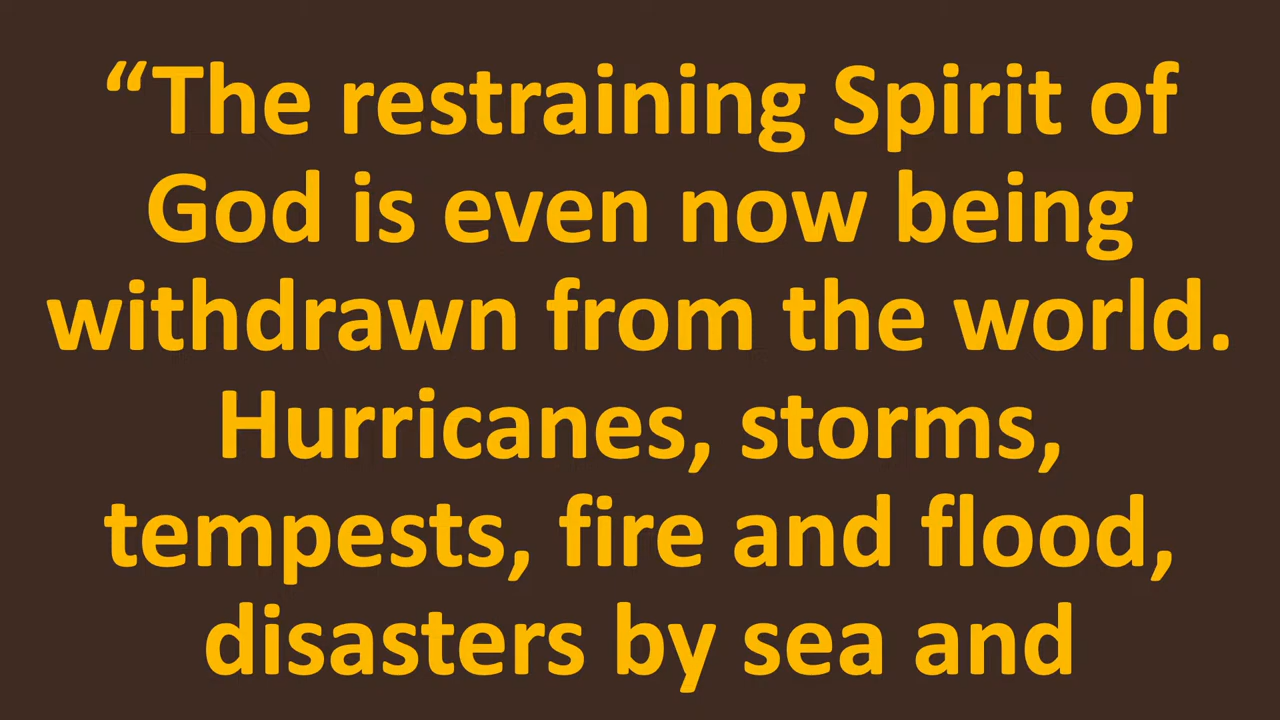 “The restraining Spirit of
God is even now being
withdrawn from the world.
Hurricanes, storms,
tempests, fire and flood,
disasters by sea and